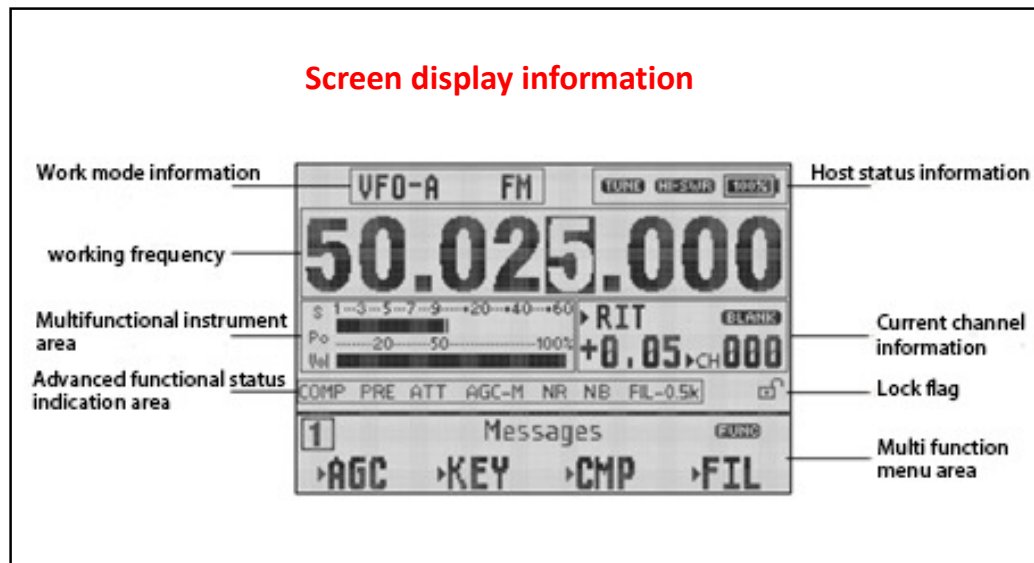 Screen display information
Work mode information
VFO-A FM
TUNE HI-SWR 100%
Host status information
working frequency
50.025.000
Multifunctional instrument area
S 1--3--5--7--9----+20---+40---+60
Po ----20----50--------100%
Vol
RIT BLANK
+0.05 CH000
Current channel information
Advanced functional status indication area
COMP PRE ATT AGC-M NR NB FIL-0.5k
Lock flag
1 Messages FUNC
AGC KEY CMP FIL
Multi function menu area